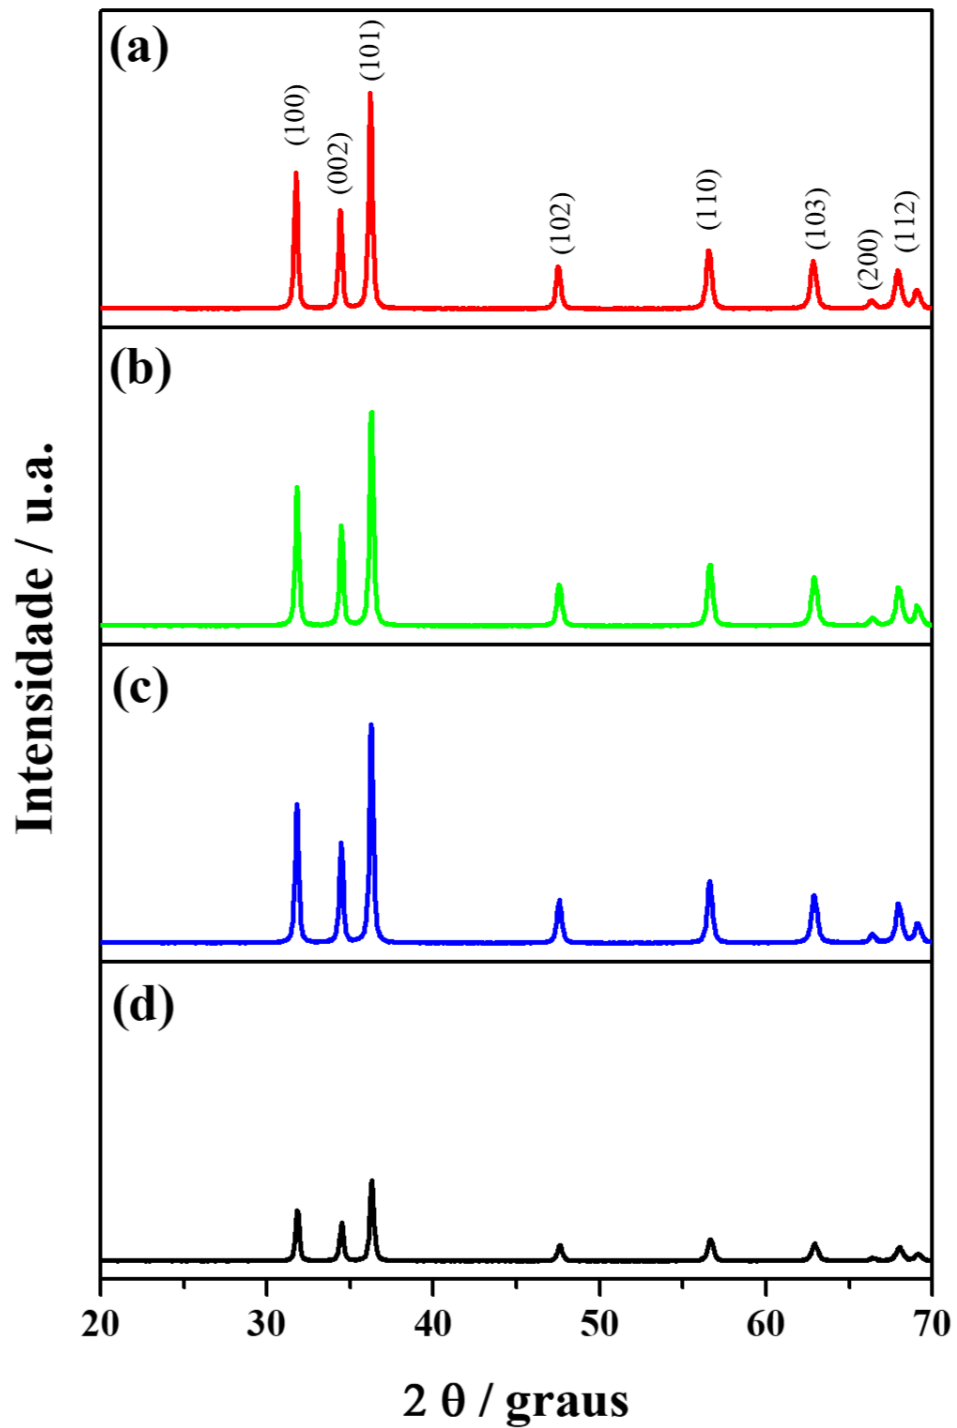 (a)
(100)
(002)
(101)
(102)
(110)
(103)
(200)
(112)
(b)
(c)
(d)
Intensidade / u.a.
20 30 40 50 60 70
2 θ / graus